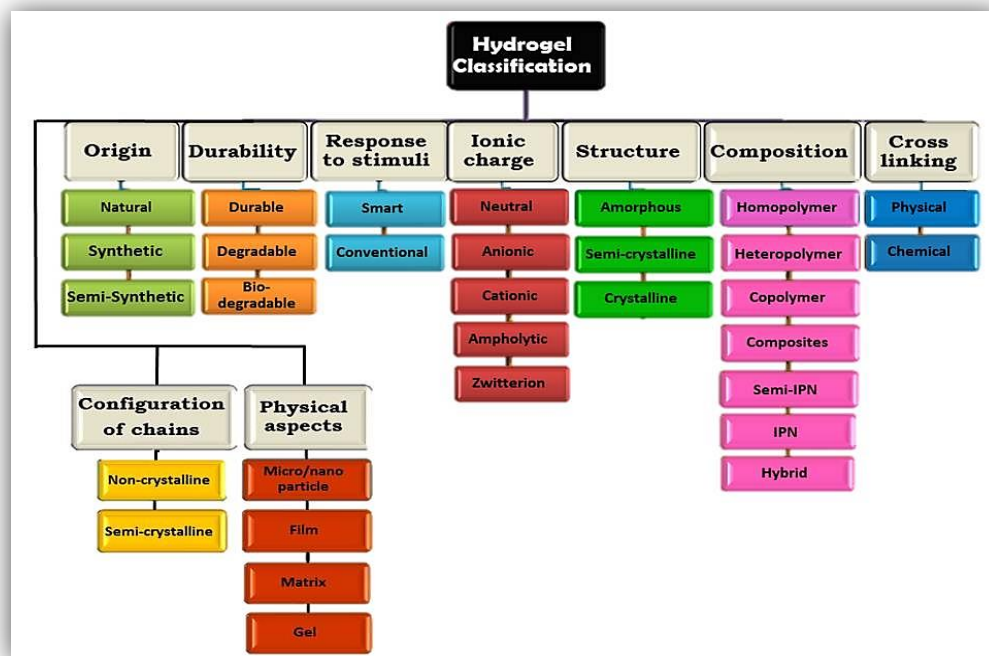 Hydrogel
Classification
Origin
Durability
Response
to stimuli
Ionic
charge
Structure
Composition
Cross
linking
Natural
Synthetic
Semi-Synthetic
Durable
Degradable
Bio-
degradable
Smart
Conventional
Neutral
Anionic
Cationic
Ampholytic
Zwitterion
Amorphous
Semi-crystalline
Crystalline
Homopolymer
Heteropolymer
Copolymer
Composites
Semi-IPN
IPN
Hybrid
Physical
Chemical
Configuration
of chains
Physical
aspects
Non-crystalline
Semi-crystalline
Micro/nano
particle
Film
Matrix
Gel